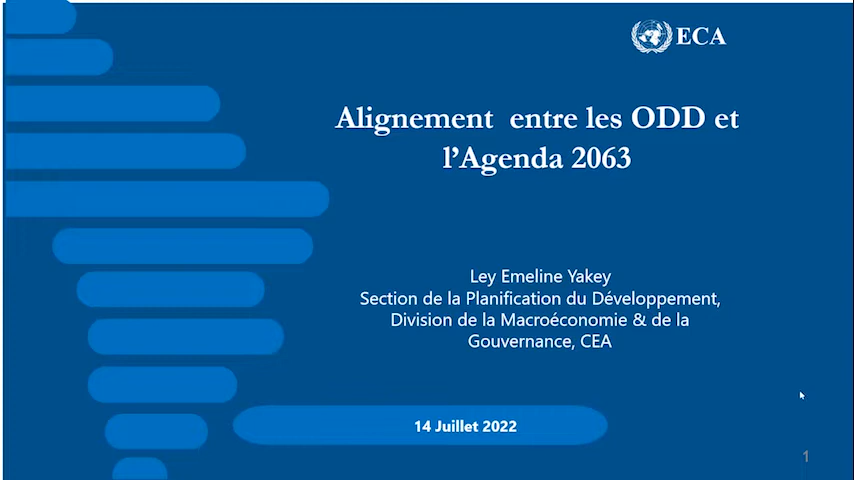 ECA
Alignement entre les ODD et
l’Agenda 2063
Ley Emeline Yakey
Section de la Planification du Développement,
Division de la Macroéconomie & de la
Gouvernance, CEA
14 Juillet 2022
1